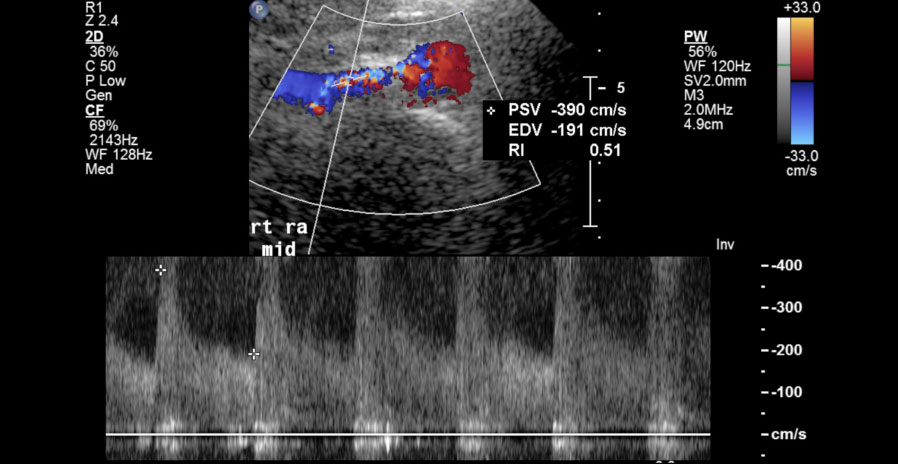 R1
Z 2.4
2D
36%
C 50
P Low
Gen
CF
69%
2143Hz
WF 128Hz
Med
P
5
PSV -390 cm/s
EDV -191 cm/s
RI 0.51
rt ra
mid
PW
56%
WF 120Hz
SV2.0mm
M3
2.0MHz
4.9cm
+33.0
-33.0
cm/s
Inv
-400
-300
-200
-100
cm/s